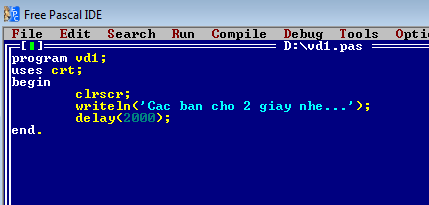 Free Pascal IDE
File Edit Search Run Compile Debug Tools Optio
[■] D:\vd1.pas
program vd1;
uses crt;
begin
clrscr;
writeln('Cac ban cho 2 giay nhe...');
delay(2000);
end.